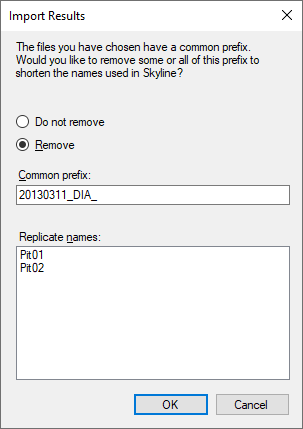 Import Results
The files you have chosen have a common prefix.
Would you like to remove some or all of this prefix to
shorten the names used in Skyline?
Do not remove
Remove
Common prefix:
20130311_DIA_
Replicate names:
Pit01
Pit02
OK
Cancel